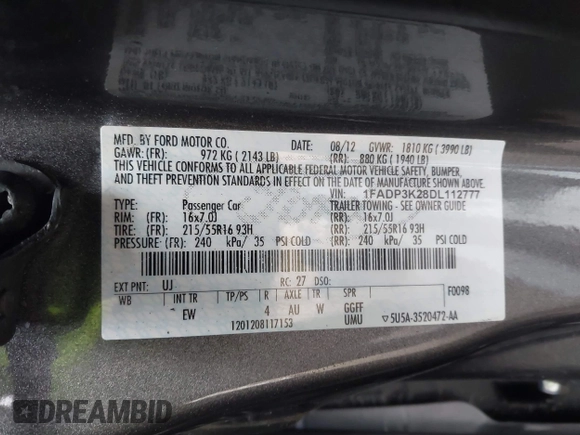 MFD. BY FORD MOTOR CO.
DATE: 08/12 GVWR: 1810 KG ( 3990 LB)
GAWR: (FR): 972 KG ( 2143 LB) (RR): 880 KG ( 1940 LB)
THIS VEHICLE CONFORMS TO ALL APPLICABLE FEDERAL MOTOR VEHICLE SAFETY, BUMPER,
AND THEFT PREVENTION STANDARDS IN EFFECT ON THE DATE OF MANUFACTURE SHOWN ABOVE.
VIN: 1FADP3K28DL112777
TYPE: Passenger Car TRAILER TOWING - SEE OWNER GUIDE
RIM: (FR): 16x7.0J (RR): 16x7.0J
TIRE: (FR): 215/55R16 93H (RR): 215/55R16 93H
PRESSURE: (FR): 240 kPa/ 35 PSI COLD (RR): 240 kPa/ 35 PSI COLD
EXT PNT: UJ RC: 27 DSO: F0098
WB INT TR TP/PS R AXLE TR SPR
EW 4 AU W GGFF
UMU
1201208117153
5U5A-3520472-AA
DREAMBID